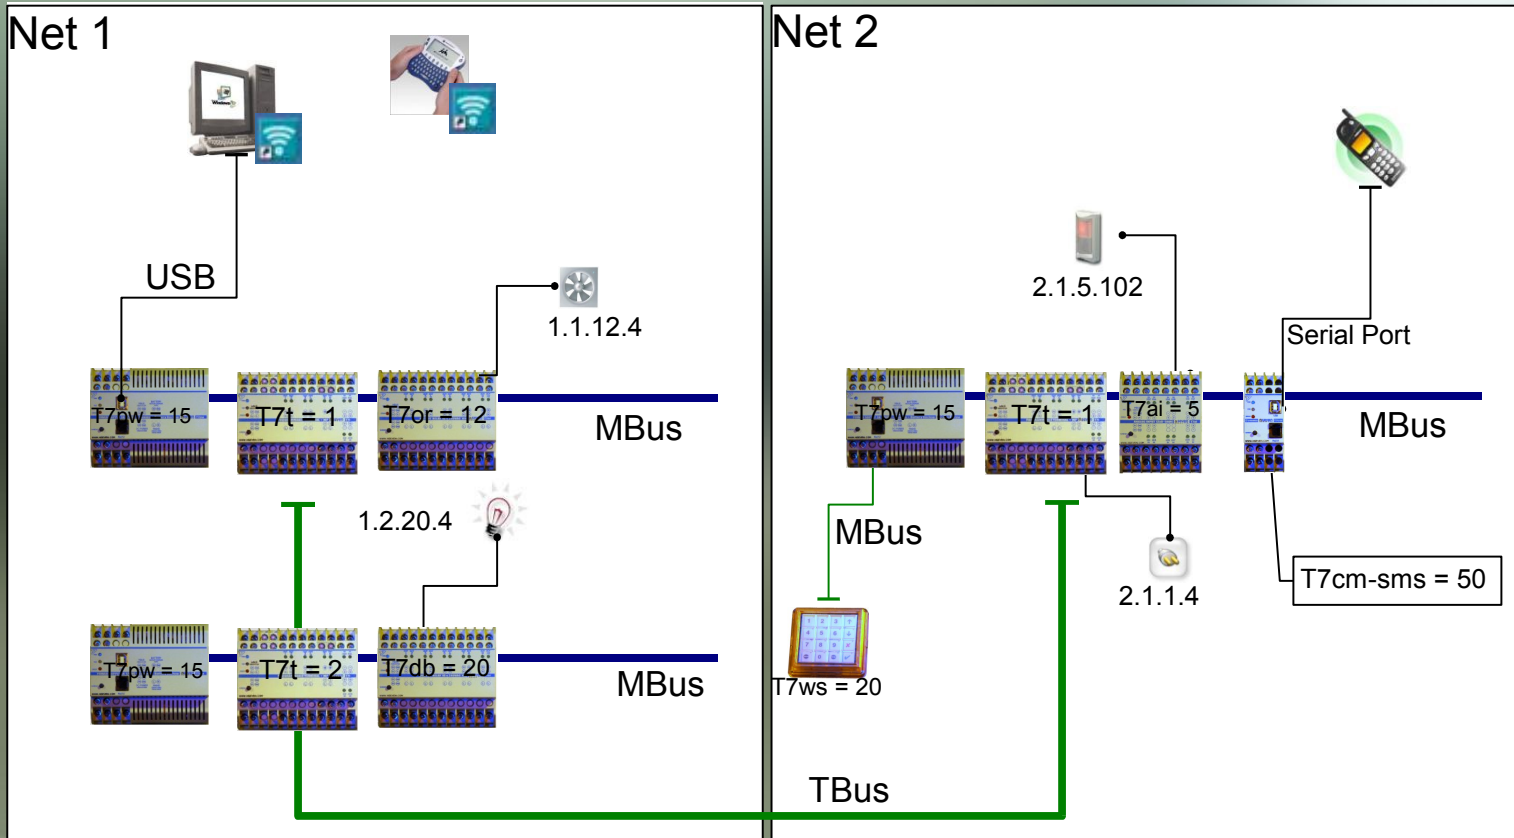 Net 1
Net 2
USB
1.1.12.4
2.1.5.102
Serial Port
T7pw = 15
T7t = 1
T7or = 12
MBus
T7pw = 15
T7t = 1
T7ai = 5
MBus
1.2.20.4
MBus
2.1.1.4
T7cm-sms = 50
T7pw = 15
T7t = 2
T7db = 20
MBus
T7ws = 20
TBus